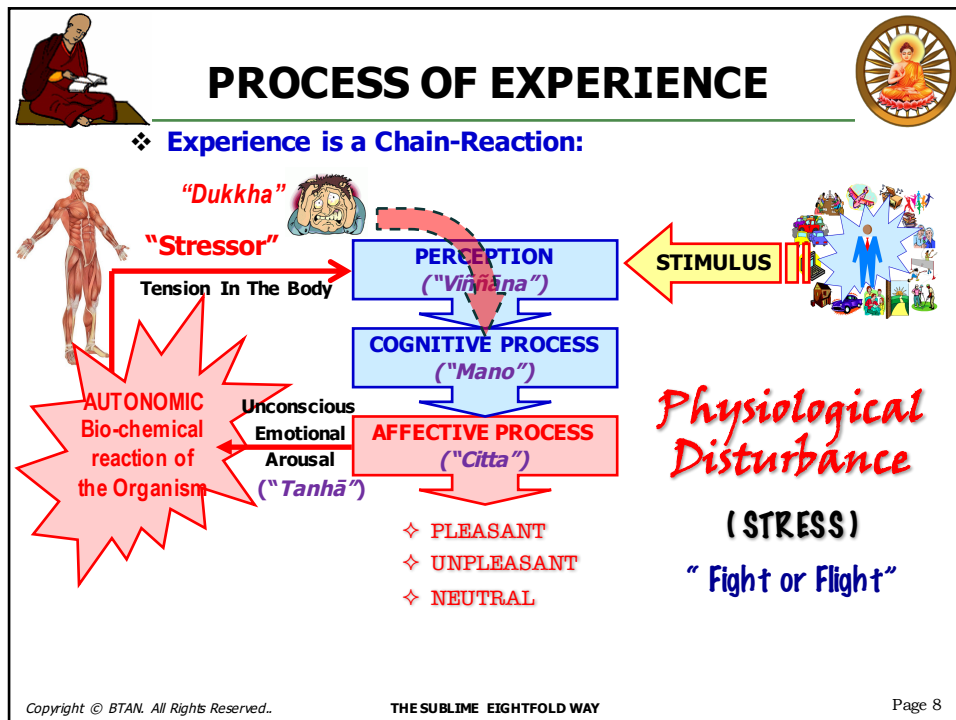 PROCESS OF EXPERIENCE
❖ Experience is a Chain-Reaction:
“Dukkha”
“Stressor”
Tension In The Body
PERCEPTION
(“Viññāna”)
STIMULUS
COGNITIVE PROCESS
(“Mano”)
AUTONOMIC
Bio-chemical
reaction of
the Organism
Unconscious
Emotional
Arousal
(“Tanhā”)
AFFECTIVE PROCESS
(“Citta”)
✧ PLEASANT
✧ UNPLEASANT
✧ NEUTRAL
Physiological
Disturbance
(STRESS)
“ Fight or Flight”
Copyright © BTAN. All Rights Reserved..
THE SUBLIME EIGHTFOLD WAY
Page 8